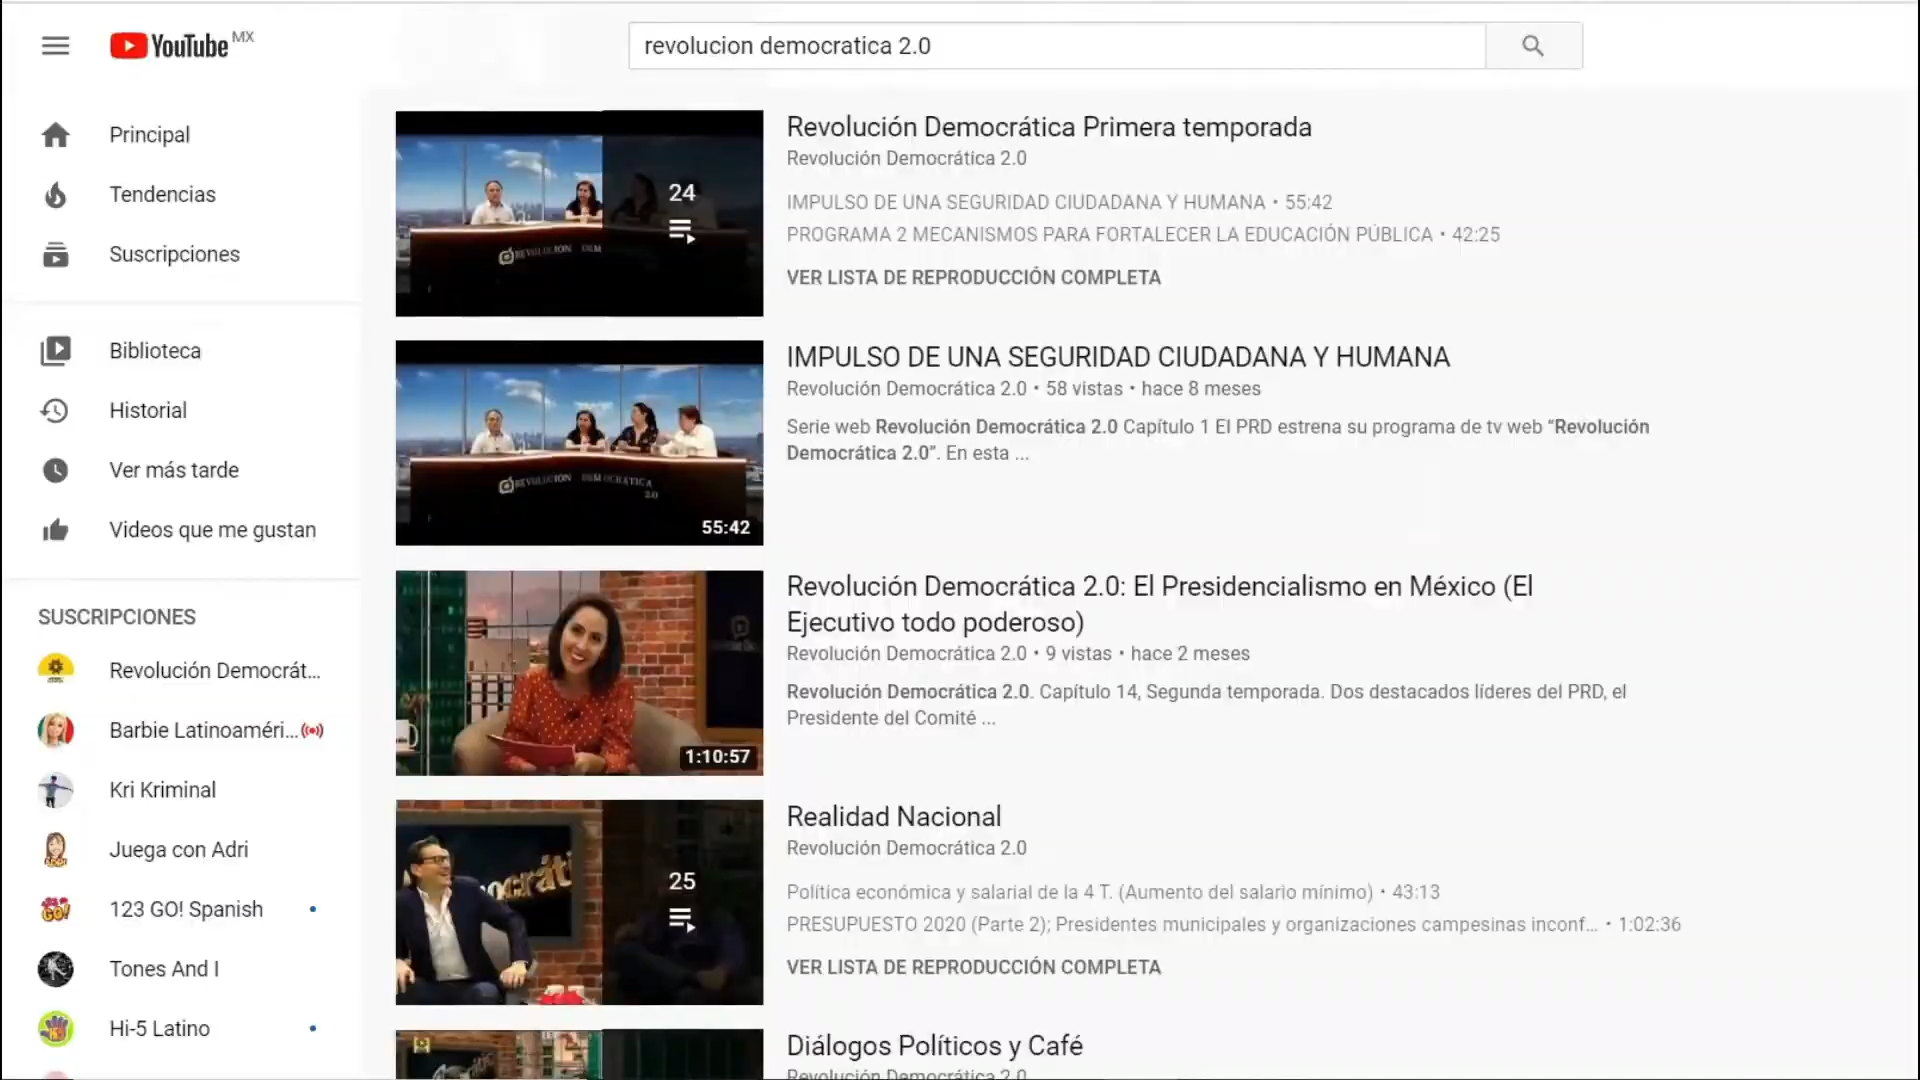 YouTube MX
revolucion democratica 2.0
Principal
Tendencias
Suscripciones
Biblioteca
Historial
Ver más tarde
Videos que me gustan
SUSCRIPCIONES
Revolución Democrát...
Barbie Latinoaméri...
Kri Kriminal
Juega con Adri
123 GO! Spanish
Tones And I
Hi-5 Latino
24
Revolución Democrática Primera temporada
Revolución Democrática 2.0
IMPULSO DE UNA SEGURIDAD CIUDADANA Y HUMANA • 55:42
PROGRAMA 2 MECANISMOS PARA FORTALECER LA EDUCACIÓN PÚBLICA • 42:25
VER LISTA DE REPRODUCCIÓN COMPLETA
REVOLUCION DEMOCRATICA
2.0
55:42
IMPULSO DE UNA SEGURIDAD CIUDADANA Y HUMANA
Revolución Democrática 2.0 • 58 vistas • hace 8 meses
Serie web Revolución Democrática 2.0 Capítulo 1 El PRD estrena su programa de tv web “Revolución
Democrática 2.0”. En esta ...
1:10:57
Revolución Democrática 2.0: El Presidencialismo en México (El
Ejecutivo todo poderoso)
Revolución Democrática 2.0 • 9 vistas • hace 2 meses
Revolución Democrática 2.0. Capítulo 14, Segunda temporada. Dos destacados líderes del PRD, el
Presidente del Comité ...
25
Realidad Nacional
Revolución Democrática 2.0
Política económica y salarial de la 4 T. (Aumento del salario mínimo) • 43:13
PRESUPUESTO 2020 (Parte 2); Presidentes municipales y organizaciones campesinas inconf... • 1:02:36
VER LISTA DE REPRODUCCIÓN COMPLETA
Diálogos Políticos y Café
Revolución Democrática 2.0